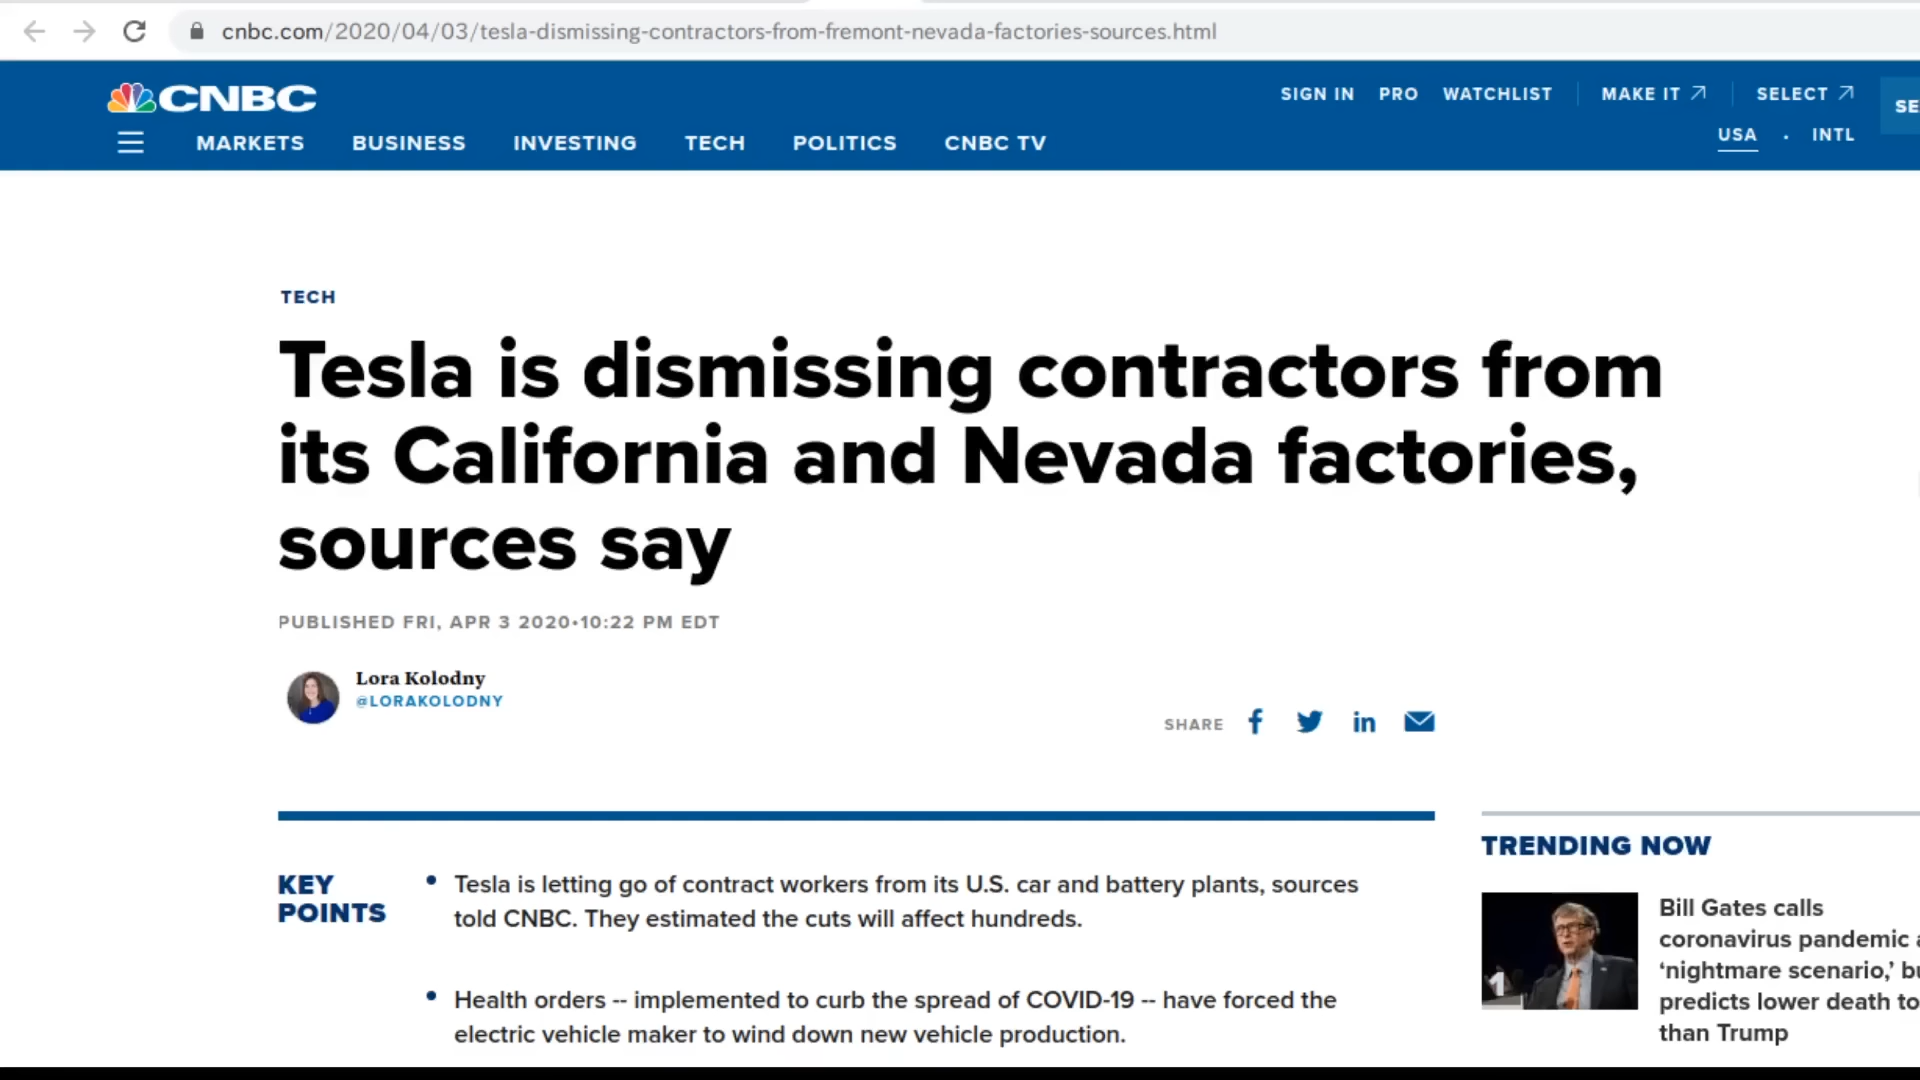 cnbc.com/2020/04/03/tesla-dismissing-contractors-from-fremont-nevada-factories-sources.html
CNBC
SIGN IN PRO WATCHLIST MAKE IT SELECT
SE
USA · INTL
MARKETS BUSINESS INVESTING TECH POLITICS CNBC TV
TECH
Tesla is dismissing contractors from
its California and Nevada factories,
sources say
PUBLISHED FRI, APR 3 2020•10:22 PM EDT
Lora Kolodny
@LORAKOLODNY
SHARE
KEY
POINTS
• Tesla is letting go of contract workers from its U.S. car and battery plants, sources
told CNBC. They estimated the cuts will affect hundreds.
• Health orders -- implemented to curb the spread of COVID-19 -- have forced the
electric vehicle maker to wind down new vehicle production.
TRENDING NOW
Bill Gates calls
coronavirus pandemic
‘nightmare scenario,’
predicts lower death
than Trump